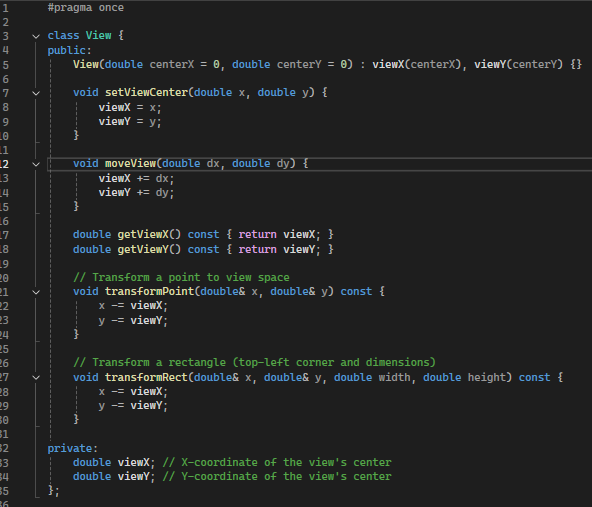 1 #pragma once
2
3 class View {
4 public:
5 View(double centerX = 0, double centerY = 0) : viewX(centerX), viewY(centerY) {}
6
7 void setViewCenter(double x, double y) {
8 viewX = x;
9 viewY = y;
10 }
11
12 void moveView(double dx, double dy) {
13 viewX += dx;
14 viewY += dy;
15 }
16
17 double getViewX() const { return viewX; }
18 double getViewY() const { return viewY; }
19
20 // Transform a point to view space
21 void transformPoint(double& x, double& y) const {
22 x -= viewX;
23 y -= viewY;
24 }
25
26 // Transform a rectangle (top-left corner and dimensions)
27 void transformRect(double& x, double& y, double width, double height) const {
28 x -= viewX;
29 y -= viewY;
30 }
31
32 private:
33 double viewX; // X-coordinate of the view's center
34 double viewY; // Y-coordinate of the view's center
35 };
36